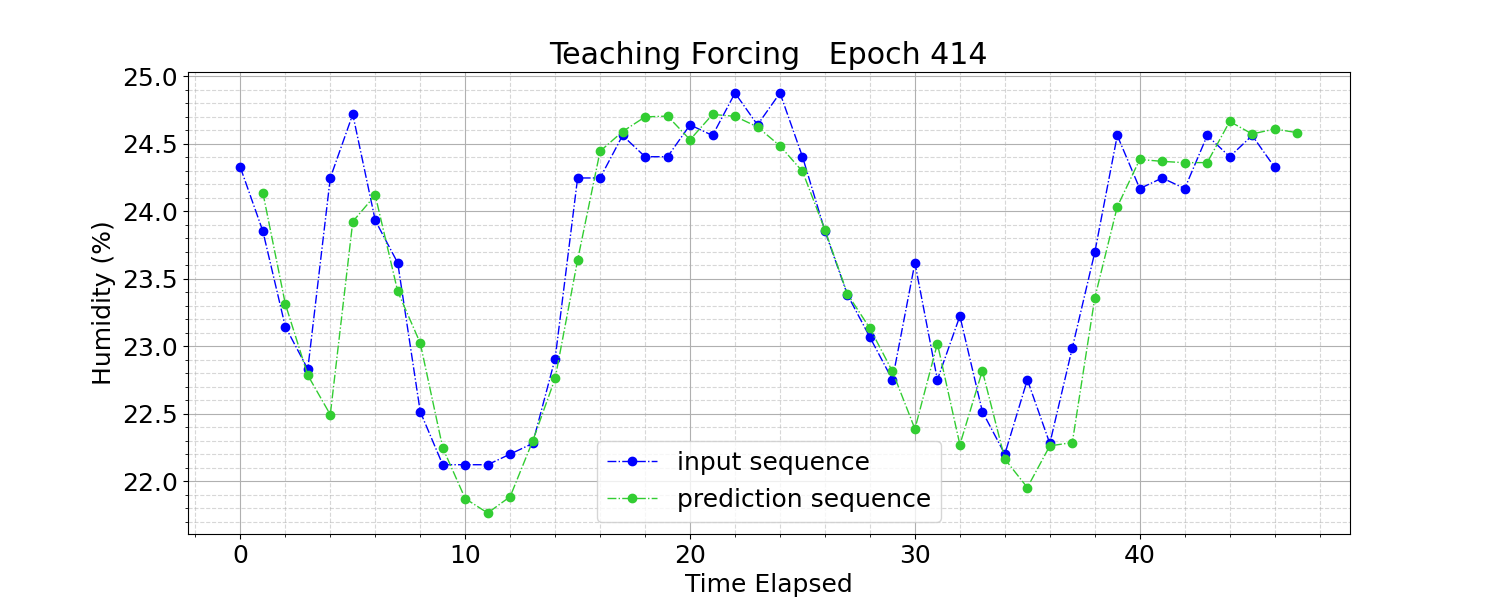 Teaching Forcing   Epoch 414
Humidity (%)
25.0
24.5
24.0
23.5
23.0
22.5
22.0
input sequence
prediction sequence
0 10 20 30 40
Time Elapsed